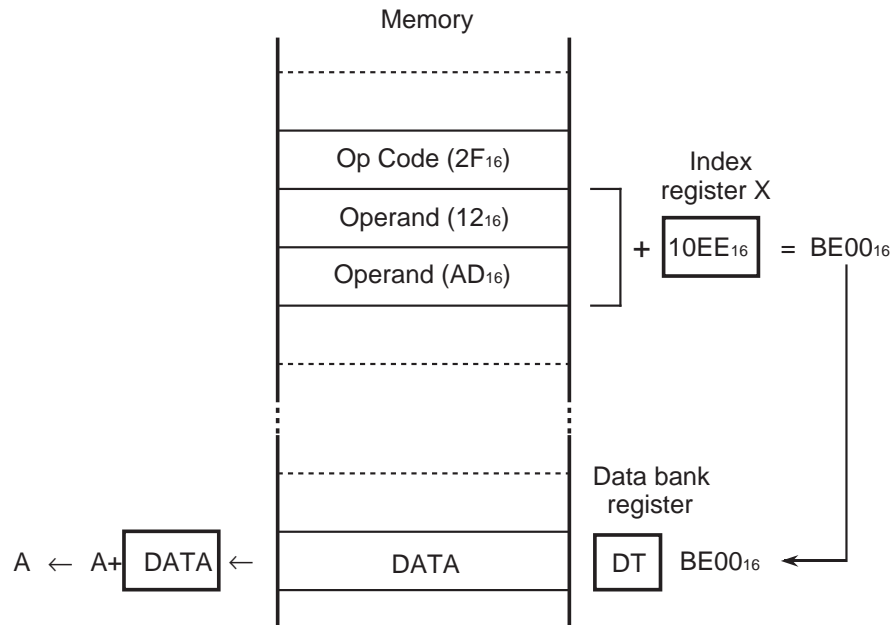 Memory
Op Code (2F₁₆)
Index
register X
Operand (12₁₆)
+ 10EE₁₆ = BE00₁₆
Operand (AD₁₆)
Data bank
register
A ← A+ DATA ← DATA DT BE00₁₆